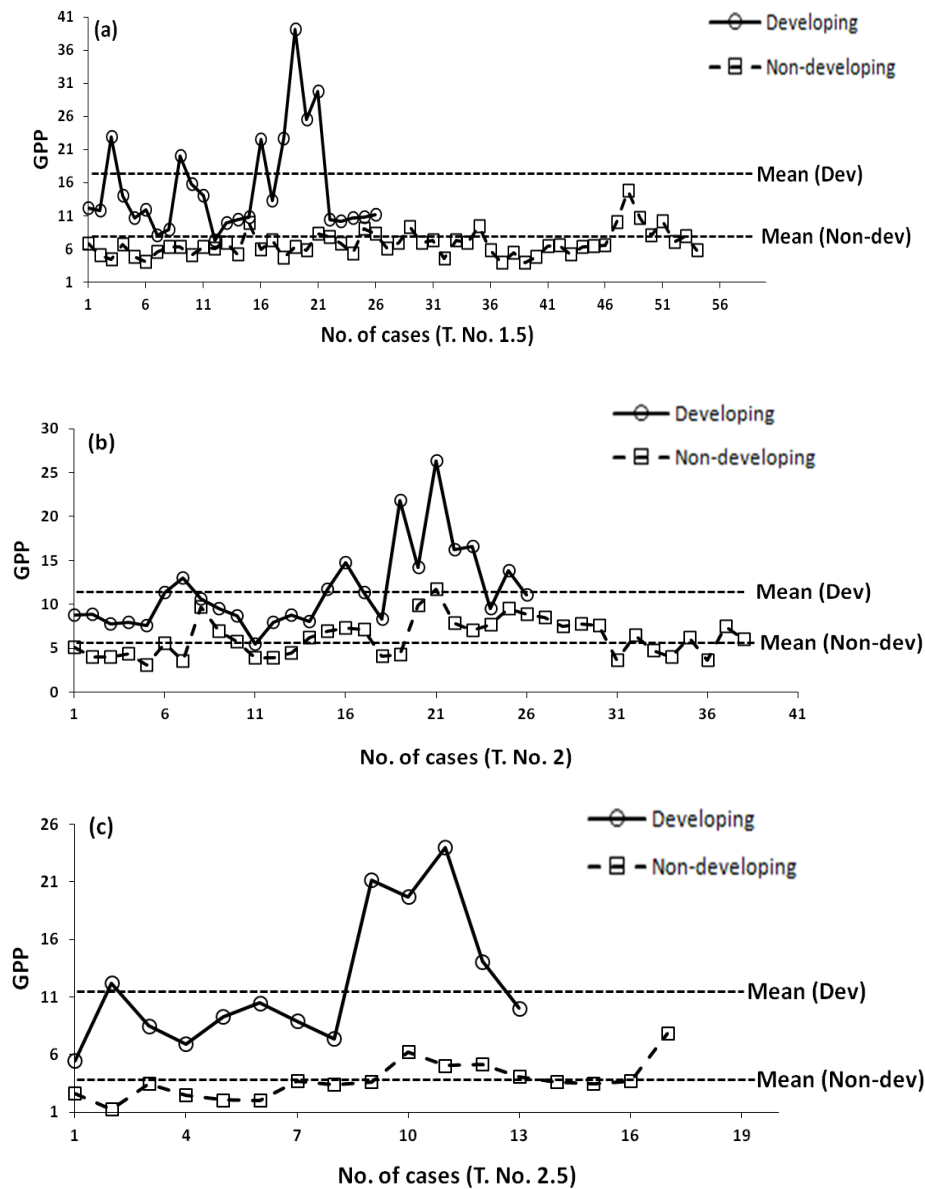 (a)
Developing
Non-developing
41
36
31
26
21
16
11
6
1
GPP
Mean (Dev)
Mean (Non-dev)
1 6 11 16 21 26 31 36 41 46 51 56
No. of cases (T. No. 1.5)
(b)
Developing
Non-developing
30
25
20
15
10
5
0
GPP
Mean (Dev)
Mean (Non-dev)
1 6 11 16 21 26 31 36 41
No. of cases (T. No. 2)
(c)
Developing
Non-developing
26
21
16
11
6
1
GPP
Mean (Dev)
Mean (Non-dev)
1 4 7 10 13 16 19
No. of cases (T. No. 2.5)